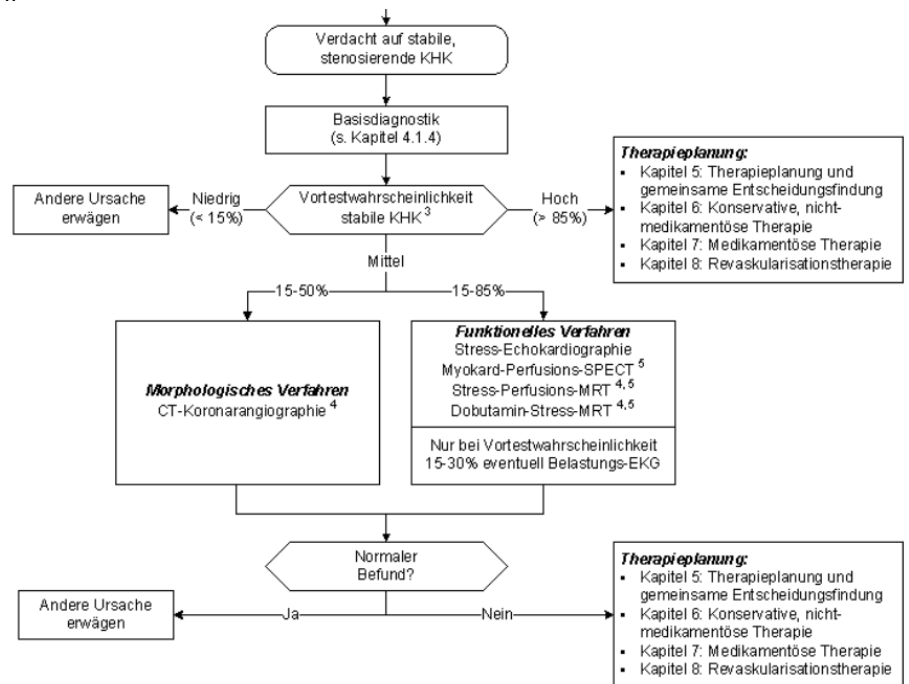 Verdacht auf stabile,
stenosierende KHK
Basisdiagnostik
(s. Kapitel 4.1.4)
Andere Ursache
erwägen
Niedrig
(< 15%)
Vortestwahrscheinlichkeit
stabile KHK 3
Hoch
(> 85%)
Therapieplanung:
▪ Kapitel 5: Therapieplanung und
gemeinsame Entscheidungsfindung
▪ Kapitel 6: Konservative, nicht-
medikamentöse Therapie
▪ Kapitel 7: Medikamentöse Therapie
▪ Kapitel 8: Revaskularisationstherapie
Mittel
15-50%
15-85%
Morphologisches Verfahren
CT-Koronarangiographie 4
Funktionelles Verfahren
Stress-Echokardiographie
Myokard-Perfusions-SPECT 5
Stress-Perfusions-MRT 4,5
Dobutamin-Stress-MRT 4,5
Nur bei Vortestwahrscheinlichkeit
15-30% eventuell Belastungs-EKG
Normaler
Befund?
Andere Ursache
erwägen
Ja
Nein
Therapieplanung:
▪ Kapitel 5: Therapieplanung und
gemeinsame Entscheidungsfindung
▪ Kapitel 6: Konservative, nicht-
medikamentöse Therapie
▪ Kapitel 7: Medikamentöse Therapie
▪ Kapitel 8: Revaskularisationstherapie